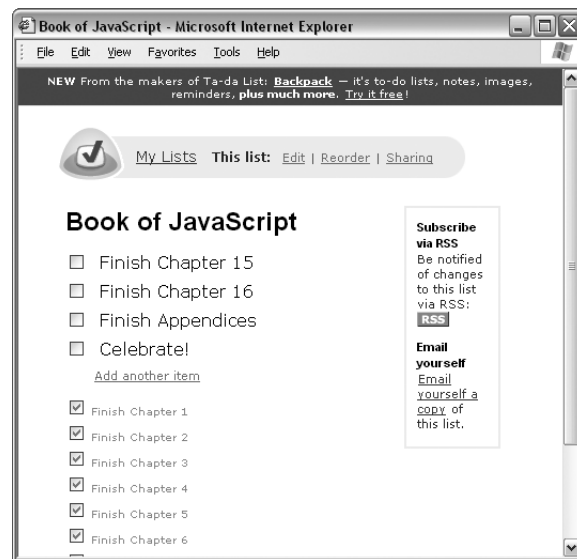 Book of JavaScript - Microsoft Internet Explorer
File Edit View Favorites Tools Help
NEW From the makers of Ta-da List: Backpack — it's to-do lists, notes, images,
reminders, plus much more. Try it free!
My Lists This list: Edit | Reorder | Sharing
Book of JavaScript
Finish Chapter 15
Finish Chapter 16
Finish Appendices
Celebrate!
Add another item
Finish Chapter 1
Finish Chapter 2
Finish Chapter 3
Finish Chapter 4
Finish Chapter 5
Finish Chapter 6
Subscribe
via RSS
Be notified
of changes
to this list
via RSS:
RSS
Email
yourself
Email
yourself a
copy of
this list.